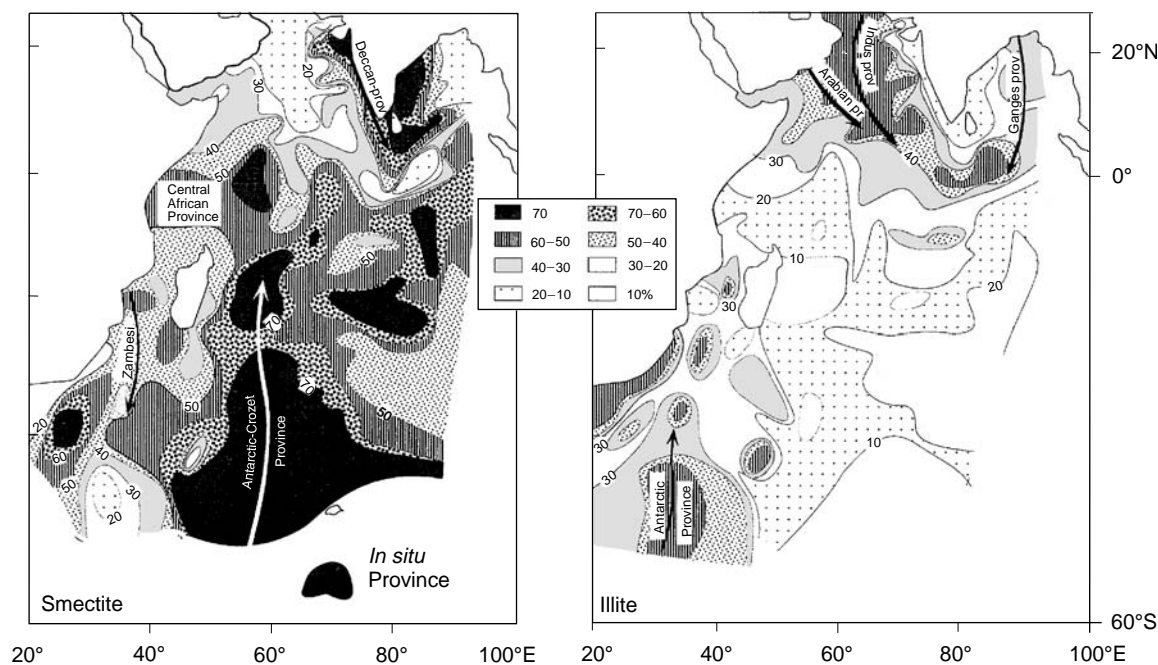 Deccan-prov
20
30
40
50
Central
African
Province
50
70
Zambesi
50
70
50
20
60
50
40
30
20
Antarctic-Crozet
Province
In situ
Province
Smectite
20° 40° 60° 80° 100°E
70 70–60
60–50 50–40
40–30 30–20
20–10 10%
Indus prov
Arabian pr
Ganges prov
40
30
20
10
20
30
10
30
30
Antarctic
Province
Illite
20°N
0°
60°S
20° 40° 60° 80° 100°E